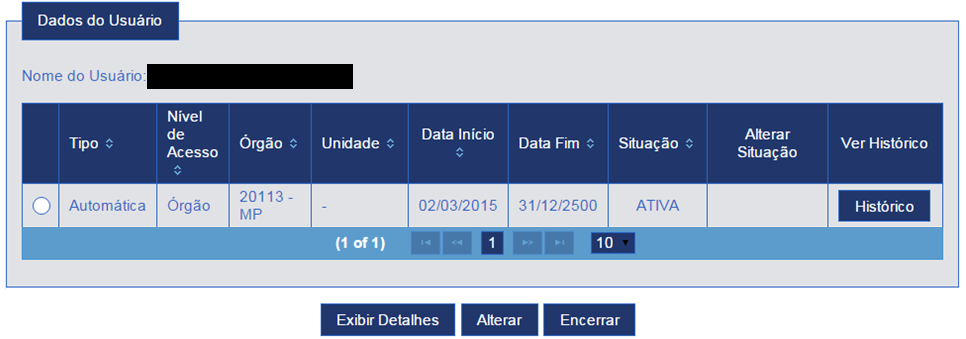 Dados do Usuário
Nome do Usuário:
Tipo
Nível de Acesso
Órgão
Unidade
Data Início
Data Fim
Situação
Alterar Situação
Ver Histórico
Automática
Órgão
20113 - MP
-
02/03/2015
31/12/2500
ATIVA
Histórico
(1 of 1)
1
10
Exibir Detalhes
Alterar
Encerrar